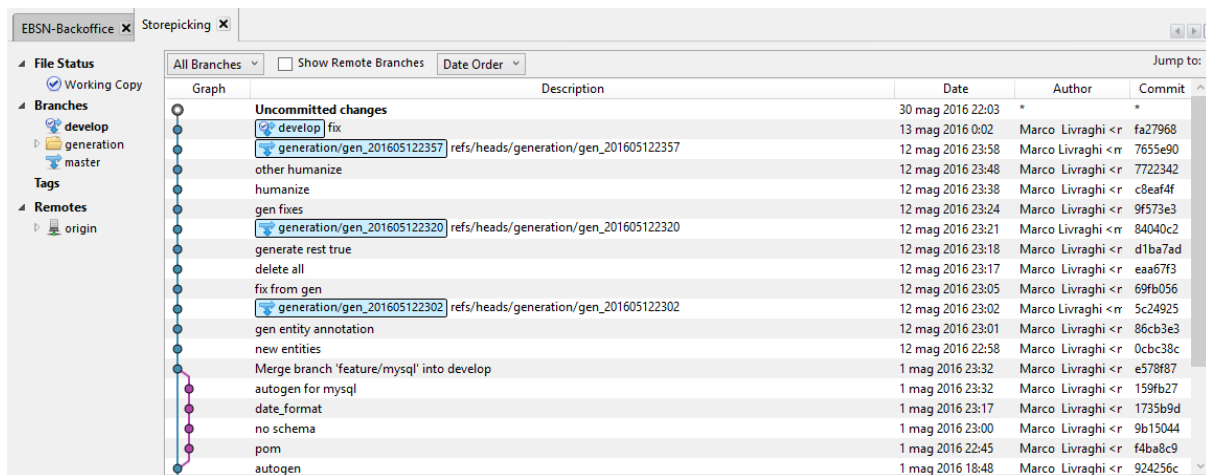 EBSN-Backoffice Storepicking
File Status
Working Copy
Branches
develop
generation
master
Tags
Remotes
origin
All Branches Show Remote Branches Date Order Jump to:
Graph Description Date Author Commit
Uncommitted changes 30 mag 2016 22:03 * *
develop fix 13 mag 2016 0:02 Marco Livraghi <r fa27968
generation/gen_201605122357 refs/heads/generation/gen_201605122357 12 mag 2016 23:58 Marco Livraghi <m 7655e90
other humanize 12 mag 2016 23:48 Marco Livraghi <r 7722342
humanize 12 mag 2016 23:38 Marco Livraghi <r c8eaf4f
gen fixes 12 mag 2016 23:24 Marco Livraghi <r 9f573e3
generation/gen_201605122320 refs/heads/generation/gen_201605122320 12 mag 2016 23:21 Marco Livraghi <m 84040c2
generate rest true 12 mag 2016 23:18 Marco Livraghi <r d1ba7ad
delete all 12 mag 2016 23:17 Marco Livraghi <r eaa67f3
fix from gen 12 mag 2016 23:05 Marco Livraghi <r 69fb056
generation/gen_201605122302 refs/heads/generation/gen_201605122302 12 mag 2016 23:02 Marco Livraghi <m 5c24925
gen entity annotation 12 mag 2016 23:01 Marco Livraghi <r 86cb3e3
new entities 12 mag 2016 22:58 Marco Livraghi <r 0cbc38c
Merge branch 'feature/mysql' into develop 1 mag 2016 23:32 Marco Livraghi <r e578f87
autogen for mysql 1 mag 2016 23:32 Marco Livraghi <r 159fb27
date_format 1 mag 2016 23:17 Marco Livraghi <r 1735b9d
no schema 1 mag 2016 23:00 Marco Livraghi <r 9b15044
pom 1 mag 2016 22:45 Marco Livraghi <r f4ba8c9
autogen 1 mag 2016 18:48 Marco Livraghi <r 924256c